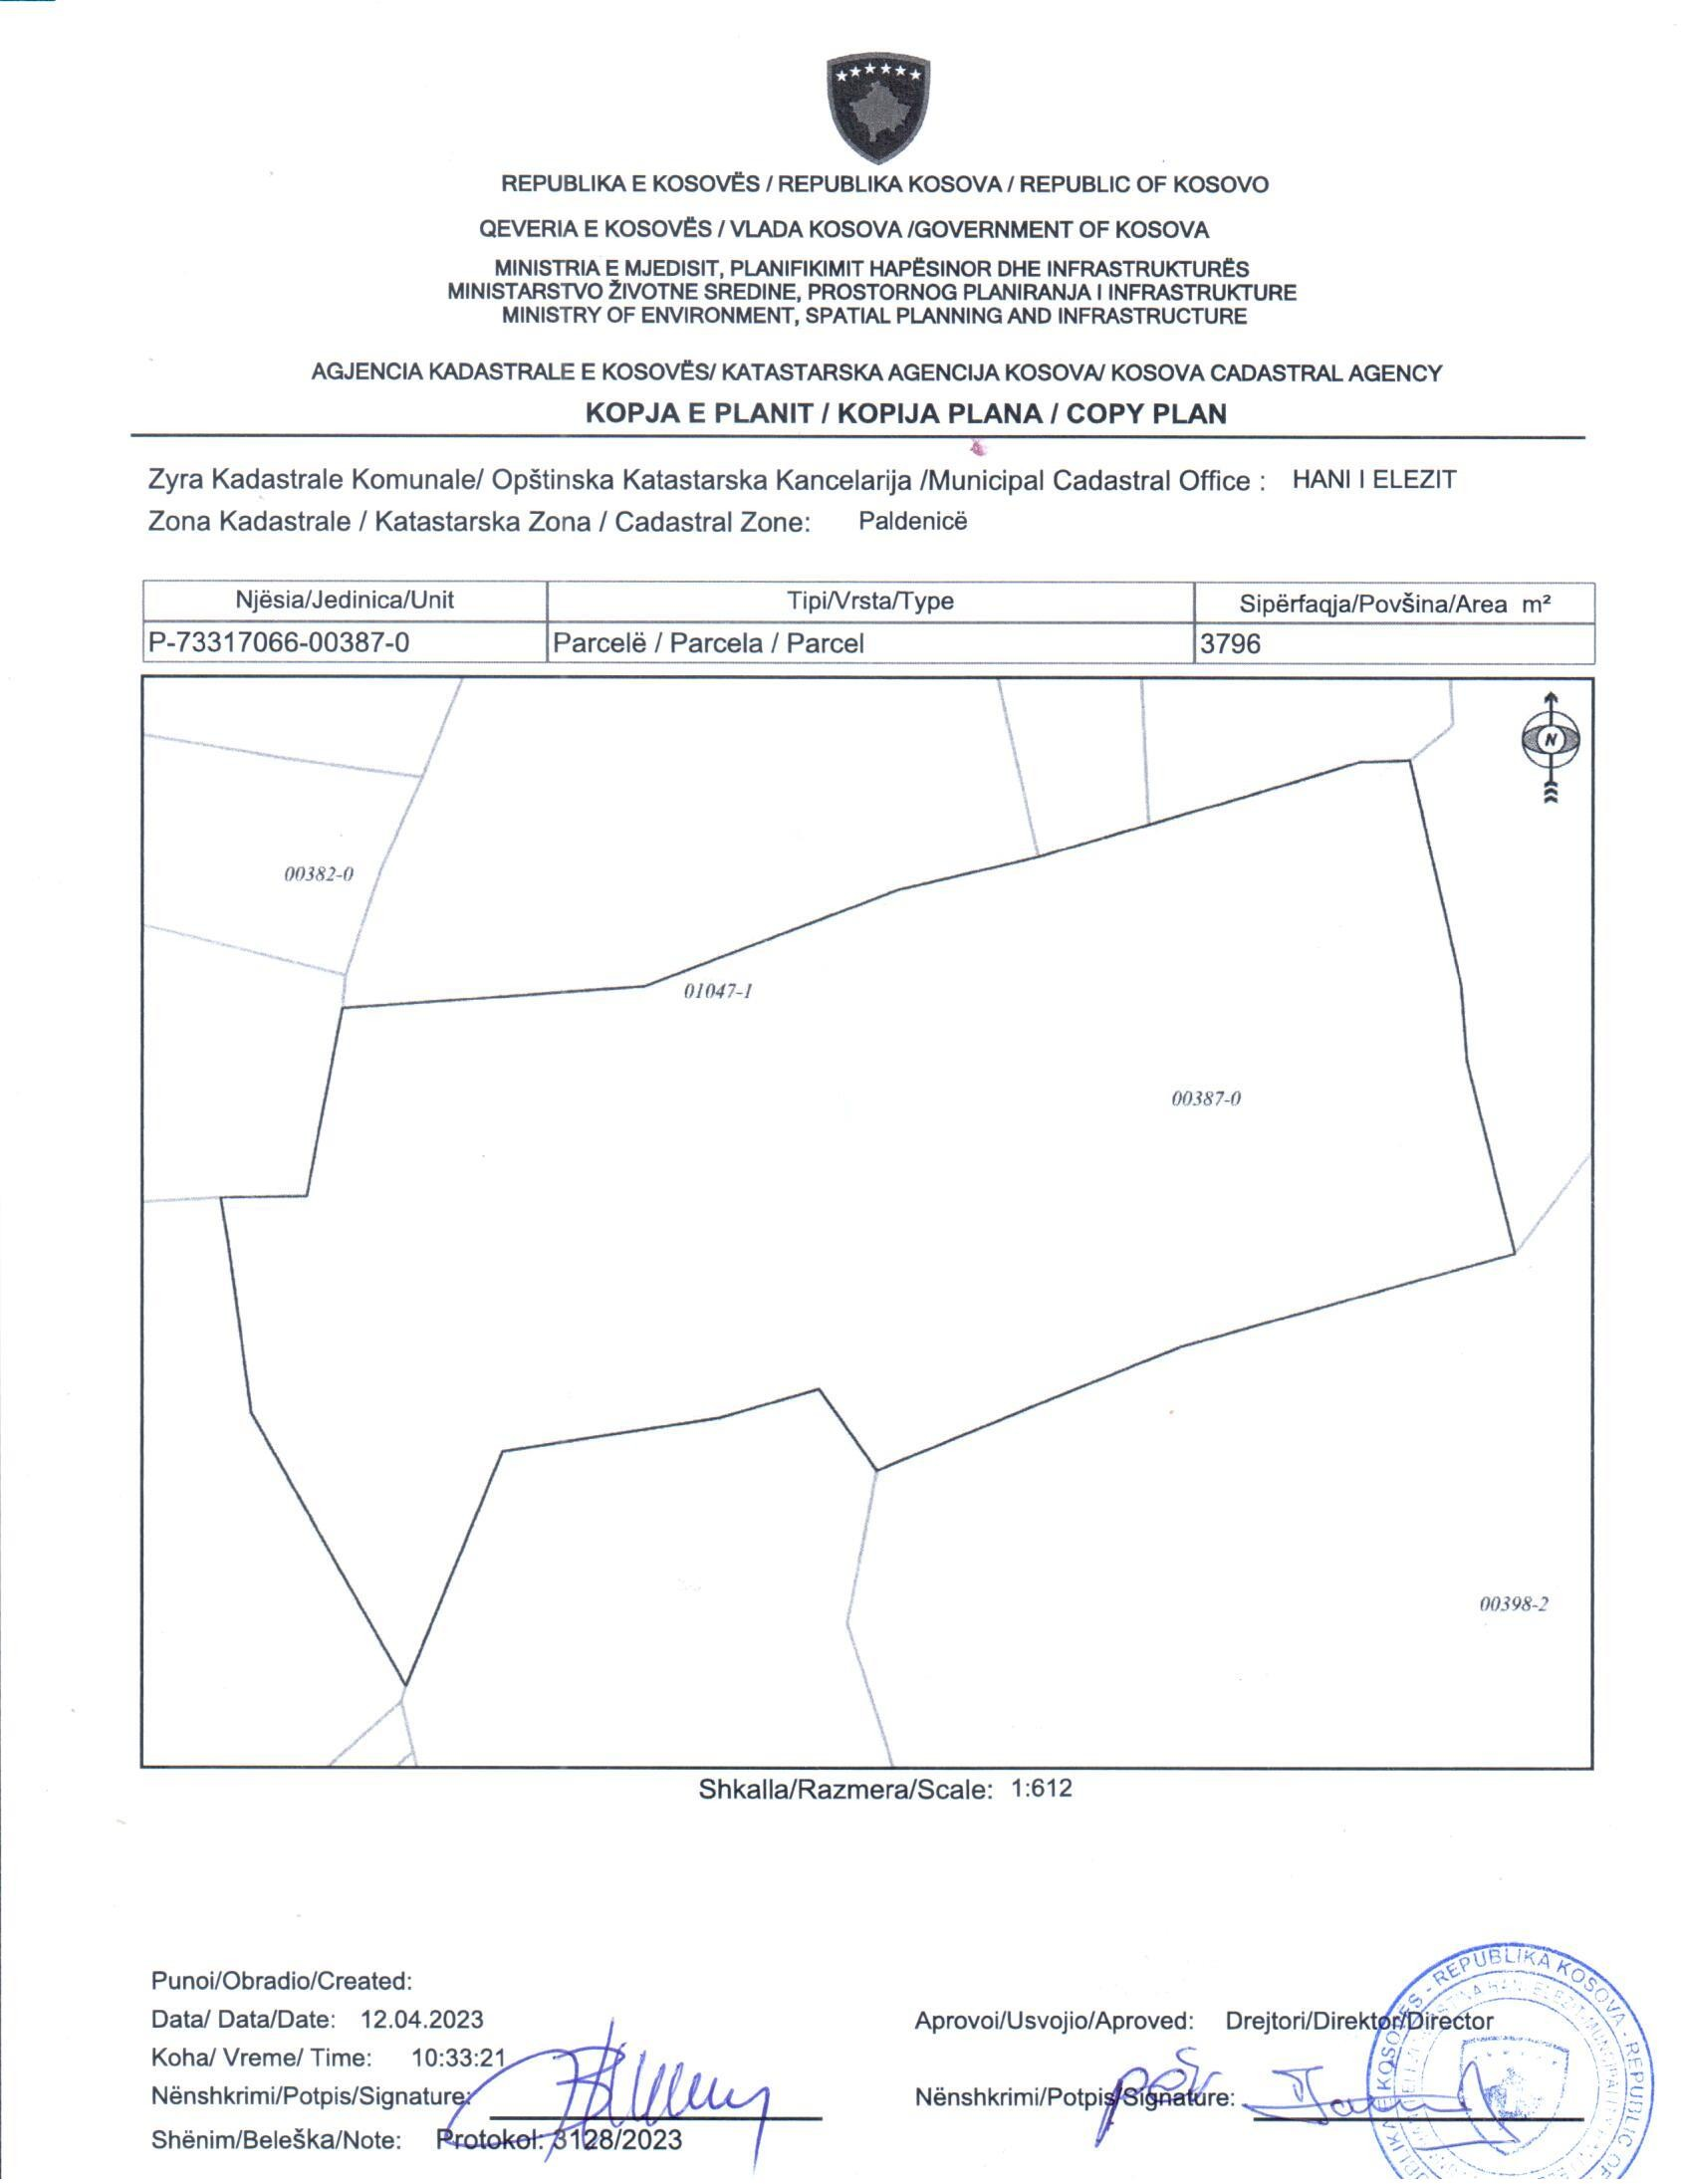 REPUBLIKA E KOSOVËS / REPUBLIKA KOSOVA / REPUBLIC OF KOSOVO
QEVERIA E KOSOVËS / VLADA KOSOVA /GOVERNMENT OF KOSOVA
MINISTRIA E MJEDISIT, PLANIFIKIMIT HAPËSINOR DHE INFRASTRUKTURËS
MINISTARSTVO ŽIVOTNE SREDINE, PROSTORNOG PLANIRANJA I INFRASTRUKTURE
MINISTRY OF ENVIRONMENT, SPATIAL PLANNING AND INFRASTRUCTURE
AGJENCIA KADASTRALE E KOSOVËS/ KATASTARSKA AGENCIJA KOSOVA/ KOSOVA CADASTRAL AGENCY
KOPJA E PLANIT / KOPIJA PLANA / COPY PLAN
Zyra Kadastrale Komunale/ Opštinska Katastarska Kancelarija /Municipal Cadastral Office : HANI I ELEZIT
Zona Kadastrale / Katastarska Zona / Cadastral Zone: Paldenicë
Njësia/Jedinica/Unit Tipi/Vrsta/Type Sipërfaqja/Povšina/Area m²
P-73317066-00387-0 Parcelë / Parcela / Parcel 3796
N
00382-0
01047-1
00387-0
00398-2
Shkalla/Razmera/Scale: 1:612
Punoi/Obradio/Created:
Data/ Data/Date: 12.04.2023
Koha/ Vreme/ Time: 10:33:21
Nënshkrimi/Potpis/Signature:
Shënim/Beleška/Note: Protokol: 3128/2023
Aprovoi/Usvojio/Aproved: Drejtori/Direktor/Director
Nënshkrimi/Potpis/Signature:
REPUBLIKA KOSOVA - REPUBLIC OF